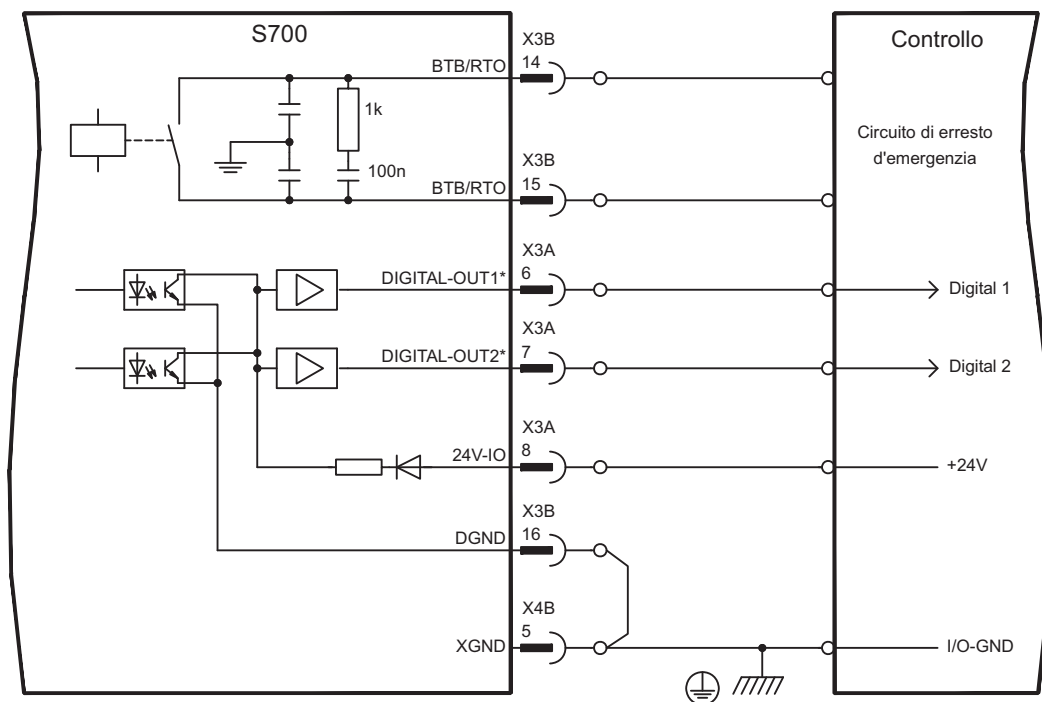 S700
Controllo
X3B
BTB/RTO
14
1k
100n
Circuito di erresto
d'emergenzia
X3B
BTB/RTO
15
X3A
DIGITAL-OUT1*
6
Digital 1
X3A
DIGITAL-OUT2*
7
Digital 2
X3A
24V-IO
8
+24V
X3B
DGND
16
X4B
XGND
5
I/O-GND